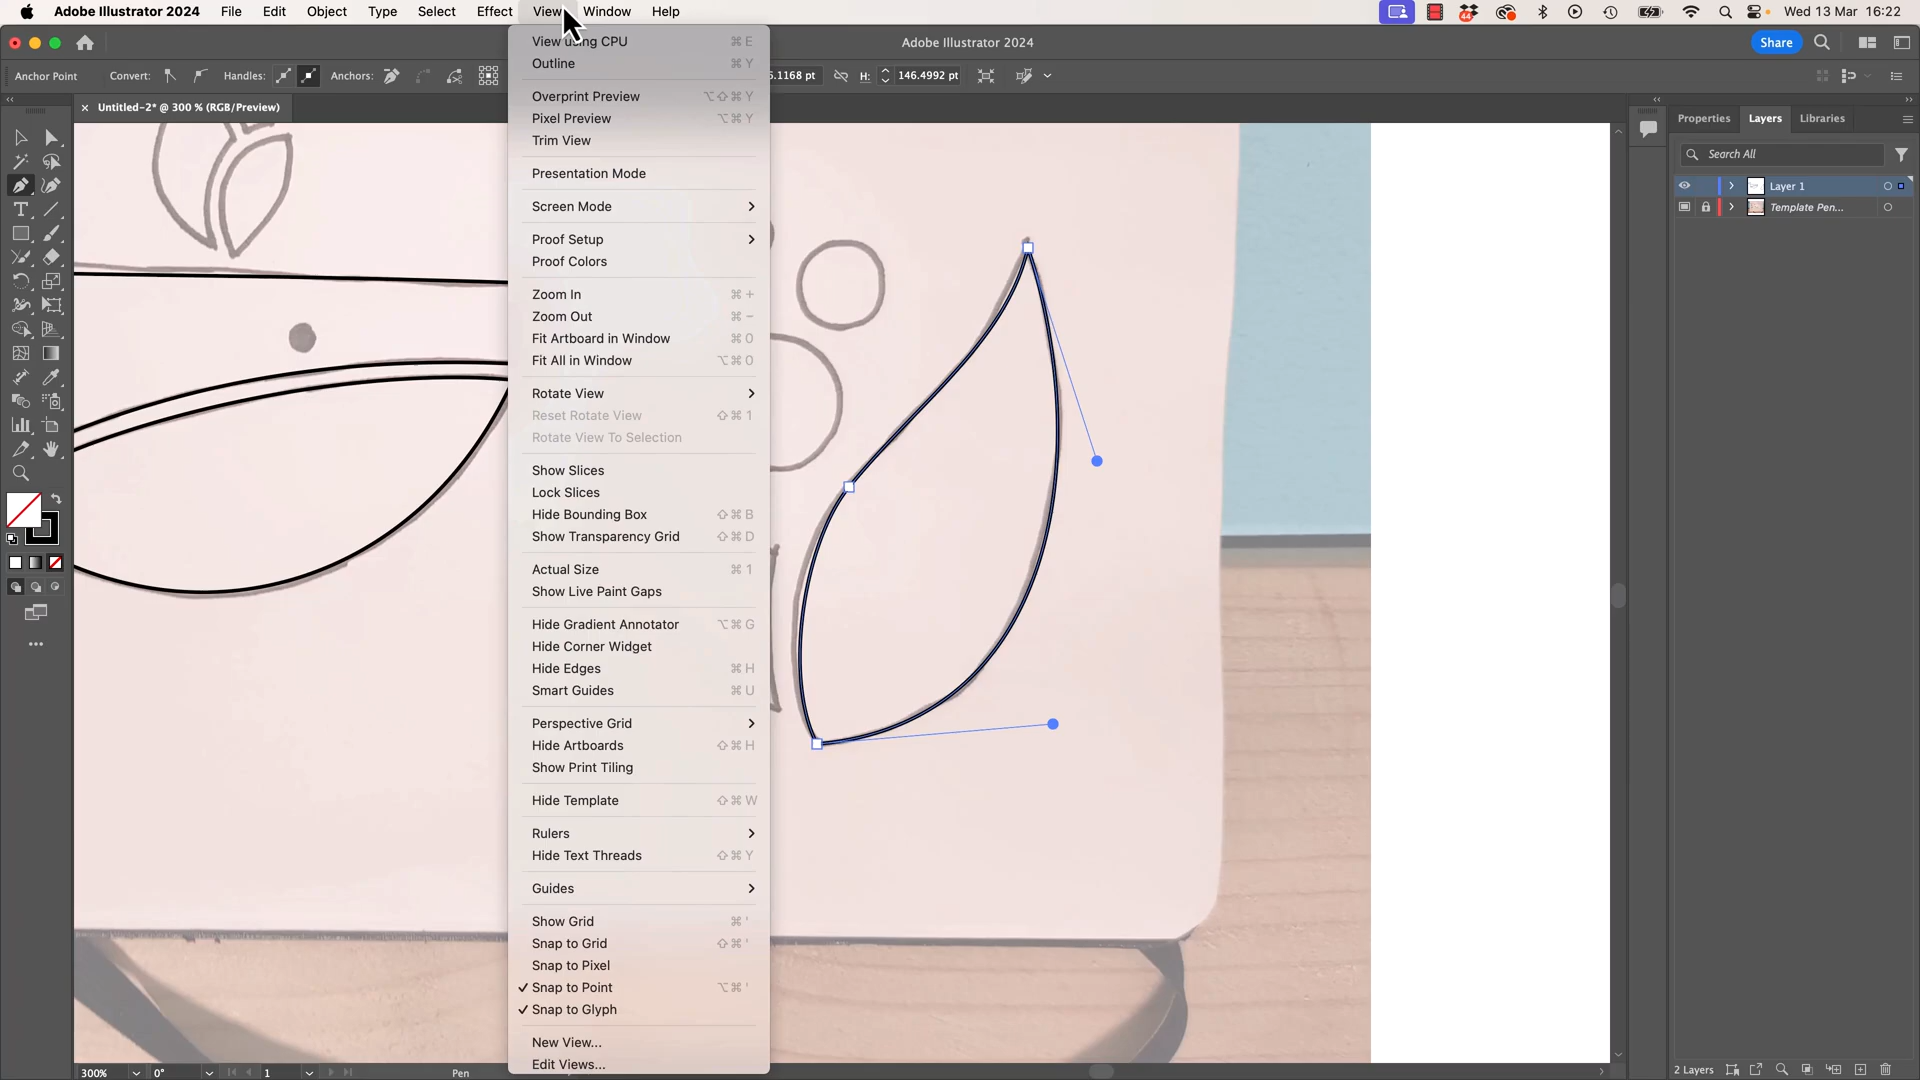 Adobe Illustrator 2024 File Edit Object Type Select Effect View Window Help Wed 13 Mar 16:22
Adobe Illustrator 2024 Share
Anchor Point Convert: Handles: Anchors: H: 146.4992 pt
Untitled-2* @ 300 % (RGB/Preview)
View using CPU ⌘ E
Outline ⌘ Y
Overprint Preview ⌥⇧⌘ Y
Pixel Preview ⌥⌘ Y
Trim View
Presentation Mode
Screen Mode
Proof Setup
Proof Colors
Zoom In ⌘ +
Zoom Out ⌘ −
Fit Artboard in Window ⌘ 0
Fit All in Window ⌥⌘ 0
Rotate View
Reset Rotate View ⇧⌘ 1
Rotate View To Selection
Show Slices
Lock Slices
Hide Bounding Box ⇧⌘ B
Show Transparency Grid ⇧⌘ D
Actual Size ⌘ 1
Show Live Paint Gaps
Hide Gradient Annotator ⌥⌘ G
Hide Corner Widget
Hide Edges ⌘ H
Smart Guides ⌘ U
Perspective Grid
Hide Artboards ⇧⌘ H
Show Print Tiling
Hide Template ⇧⌘ W
Rulers
Hide Text Threads ⇧⌘ Y
Guides
Show Grid ⌘ '
Snap to Grid ⇧⌘ '
Snap to Pixel
✓ Snap to Point ⌥⌘ '
✓ Snap to Glyph
New View...
Edit Views...
Properties Layers Libraries
Search All
Layer 1
Template Pen...
300% 0° 1 Pen
2 Layers